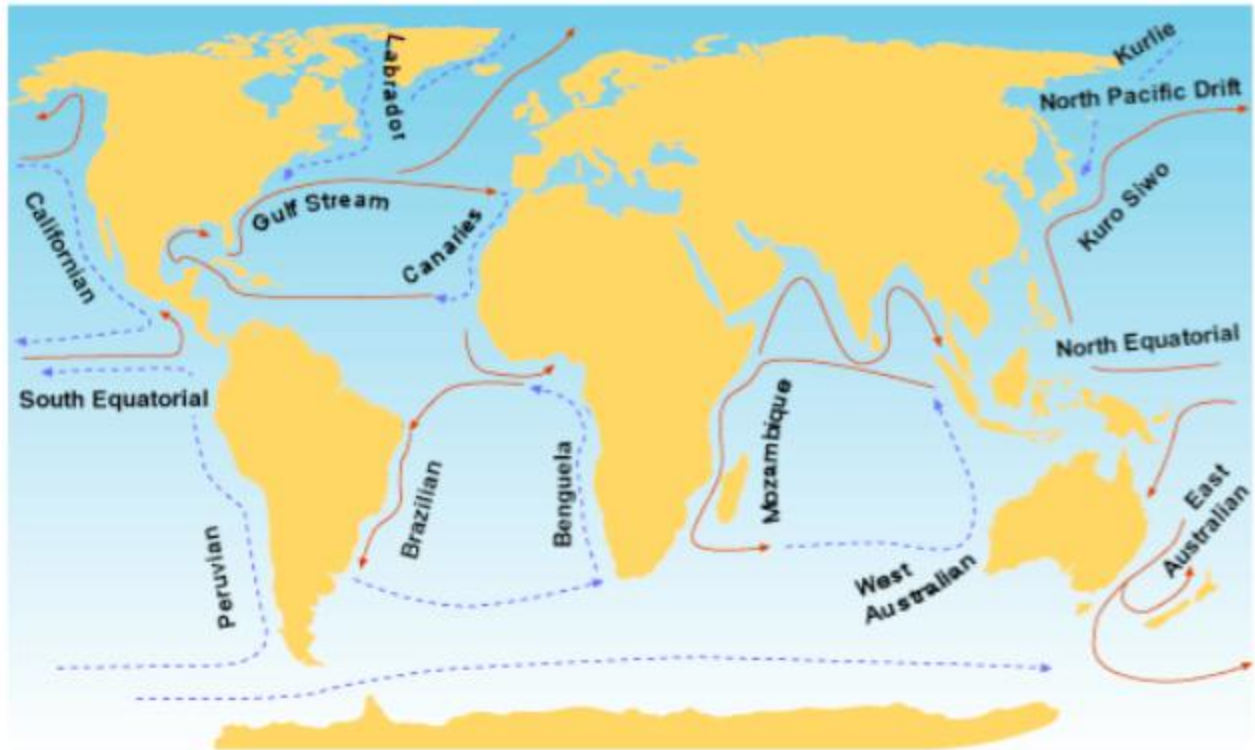 Labrador
Kurlie
North Pacific Drift
Gulf Stream
Canaries
Californian
Kuro Siwo
North Equatorial
South Equatorial
Mozambique
Brazilian
Benguela
Peruvian
West
Australian
East
Australian